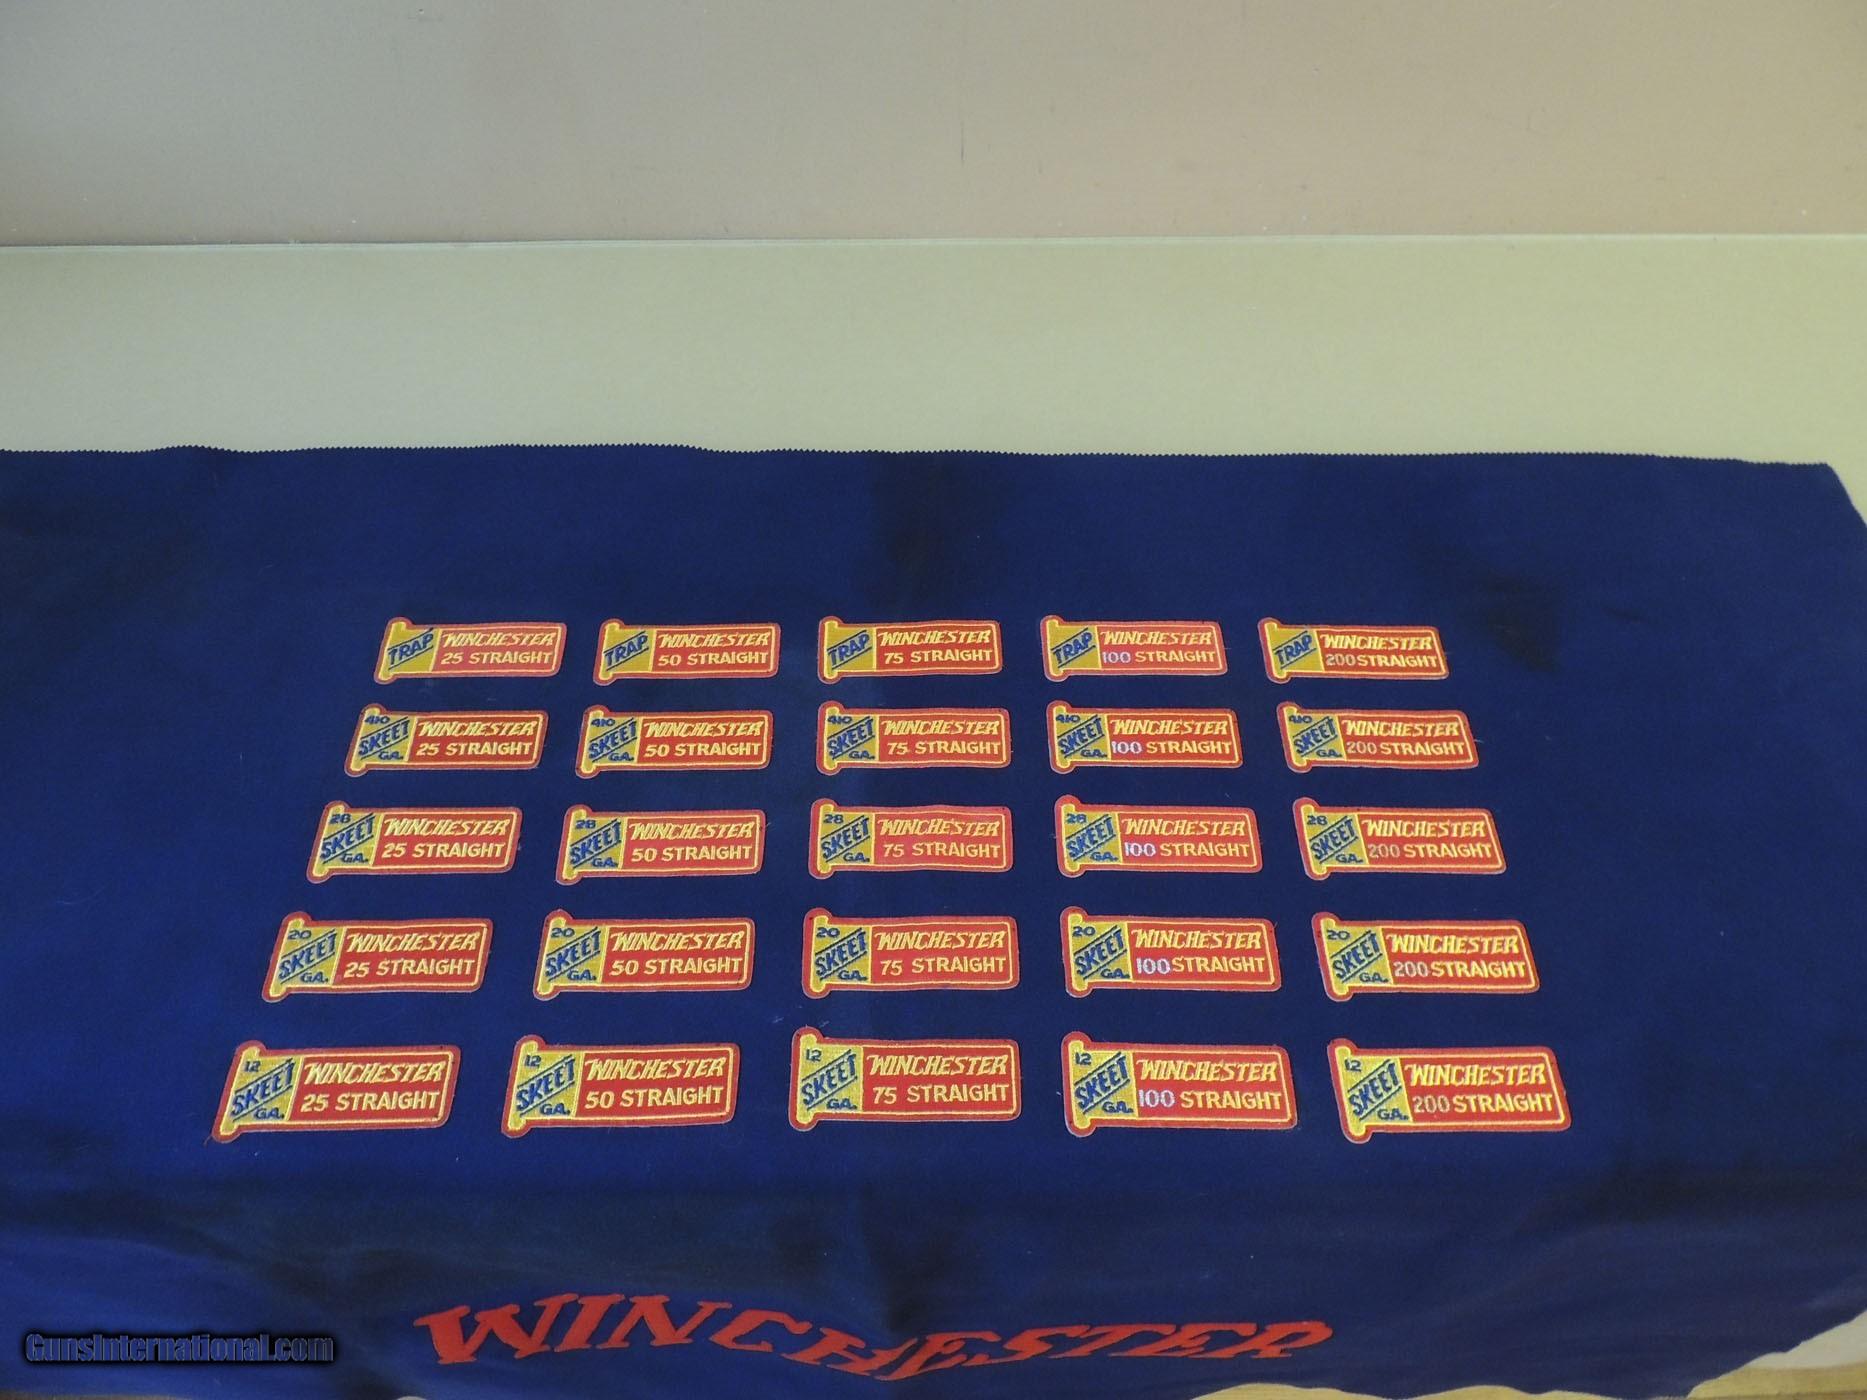 TRAP WINCHESTER
25 STRAIGHT
TRAP WINCHESTER
50 STRAIGHT
TRAP WINCHESTER
75 STRAIGHT
TRAP WINCHESTER
100 STRAIGHT
TRAP WINCHESTER
200 STRAIGHT
410 SKEET GA. WINCHESTER
25 STRAIGHT
410 SKEET GA. WINCHESTER
50 STRAIGHT
410 SKEET GA. WINCHESTER
75 STRAIGHT
410 SKEET GA. WINCHESTER
100 STRAIGHT
410 SKEET GA. WINCHESTER
200 STRAIGHT
28 SKEET GA. WINCHESTER
25 STRAIGHT
28 SKEET GA. WINCHESTER
50 STRAIGHT
28 SKEET GA. WINCHESTER
75 STRAIGHT
28 SKEET GA. WINCHESTER
100 STRAIGHT
28 SKEET GA. WINCHESTER
200 STRAIGHT
20 SKEET GA. WINCHESTER
25 STRAIGHT
20 SKEET GA. WINCHESTER
50 STRAIGHT
20 SKEET GA. WINCHESTER
75 STRAIGHT
20 SKEET GA. WINCHESTER
100 STRAIGHT
20 SKEET GA. WINCHESTER
200 STRAIGHT
12 SKEET GA. WINCHESTER
25 STRAIGHT
12 SKEET GA. WINCHESTER
50 STRAIGHT
12 SKEET GA. WINCHESTER
75 STRAIGHT
12 SKEET GA. WINCHESTER
100 STRAIGHT
12 SKEET GA. WINCHESTER
200 STRAIGHT
WINCHESTER
GunsInternational.com